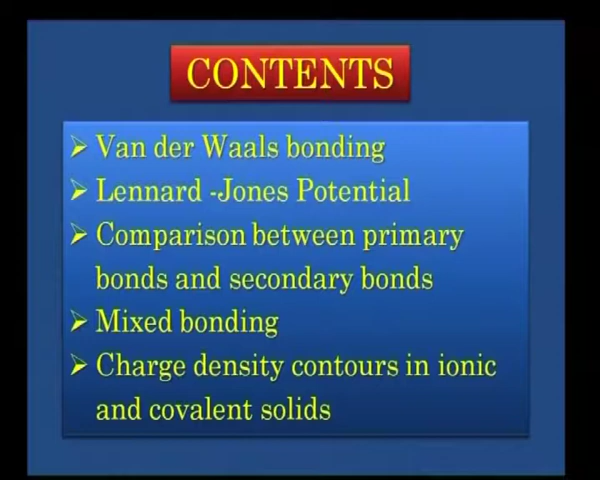 CONTENTS
➢ Van der Waals bonding
➢ Lennard -Jones Potential
➢ Comparison between primary
bonds and secondary bonds
➢ Mixed bonding
➢ Charge density contours in ionic
and covalent solids